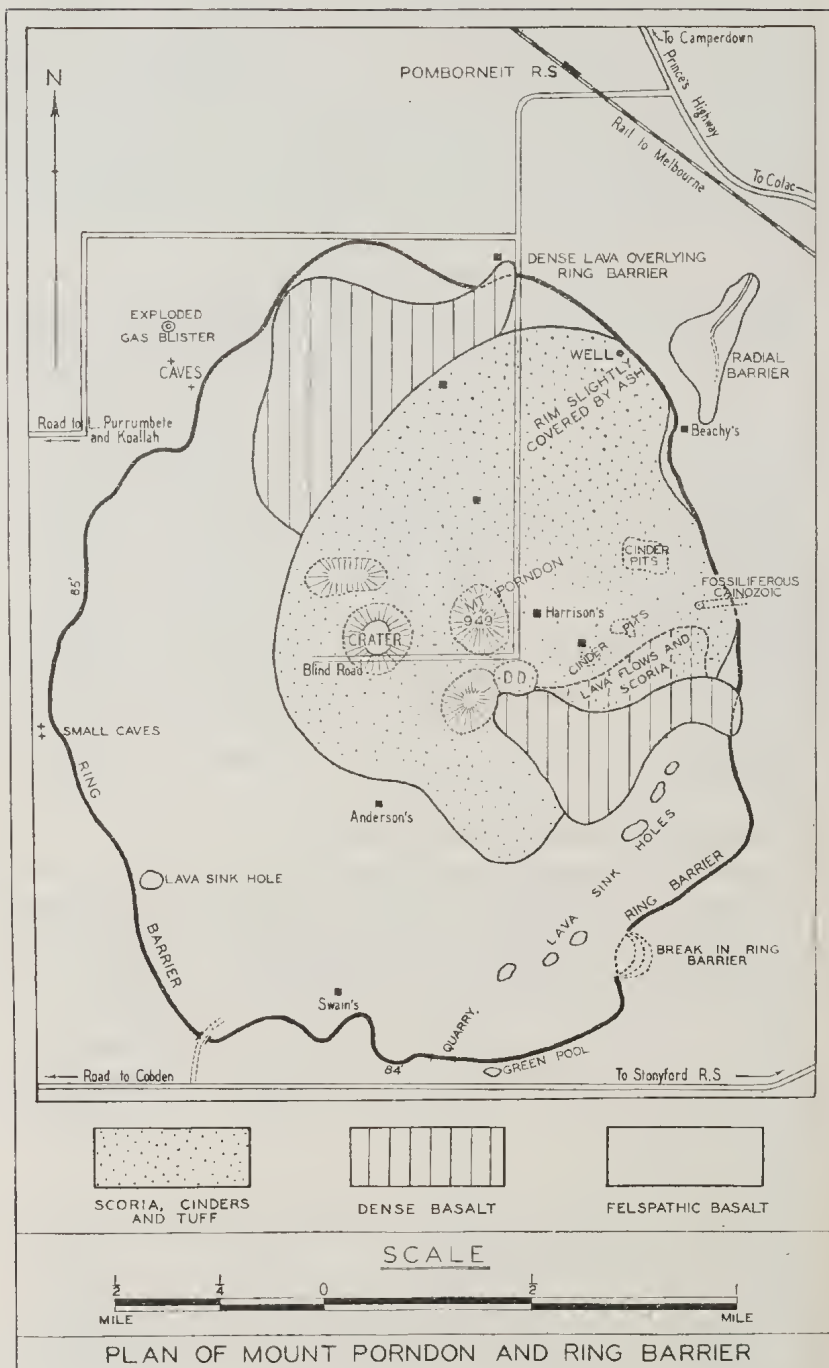 To Camperdown
Prince's Highway
POMBORNEIT R.S
Rail to Melbourne
To Colac
N
DENSE LAVA OVERLYING
RING BARRIER
EXPLODED
GAS BLISTER
CAVES
WELL
RIM SLIGHTLY
COVERED BY ASH
RADIAL
BARRIER
Road to L. Purrumbete
and Koallah
Beachy's
85'
CINDER
PITS
FOSSILIFEROUS
CAINOZOIC
MT PORNDON
949
Harrison's
CRATER
CINDER PITS
Blind Road
D D
LAVA FLOWS AND
SCORIA
SMALL CAVES
RING BARRIER
Anderson's
LAVA SINK HOLES
LAVA SINK HOLE
RING BARRIER
BREAK IN RING
BARRIER
Swain's
QUARRY.
84'
GREEN POOL
Road to Cobden
To Stonyford R.S
SCORIA, CINDERS
AND TUFF
DENSE BASALT
FELSPATHIC BASALT
SCALE
1/2 1/4 0 1/2 1
MILE MILE
PLAN OF MOUNT PORNDON AND RING BARRIER